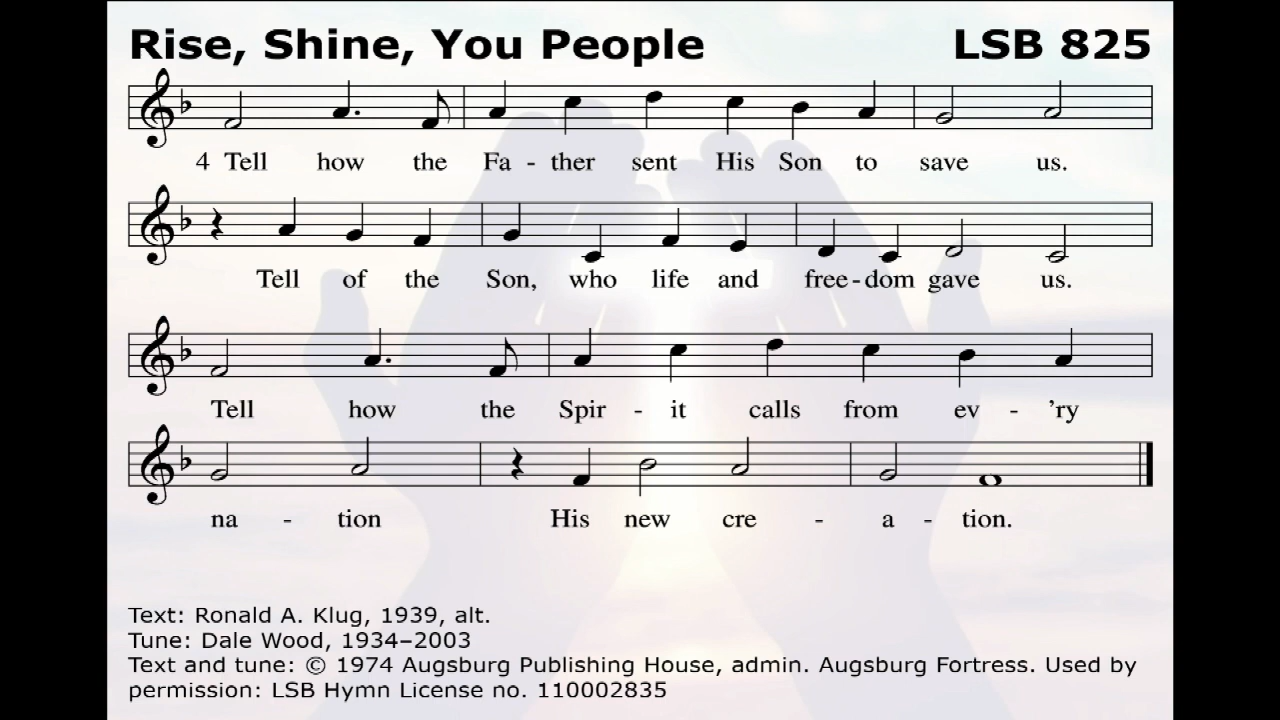 Rise, Shine, You People LSB 825
4 Tell how the Fa - ther sent His Son to save us.
Tell of the Son, who life and free - dom gave us.
Tell how the Spir - it calls from ev - 'ry
na - tion His new cre - a - tion.
Text: Ronald A. Klug, 1939, alt.
Tune: Dale Wood, 1934–2003
Text and tune: © 1974 Augsburg Publishing House, admin. Augsburg Fortress. Used by
permission: LSB Hymn License no. 110002835